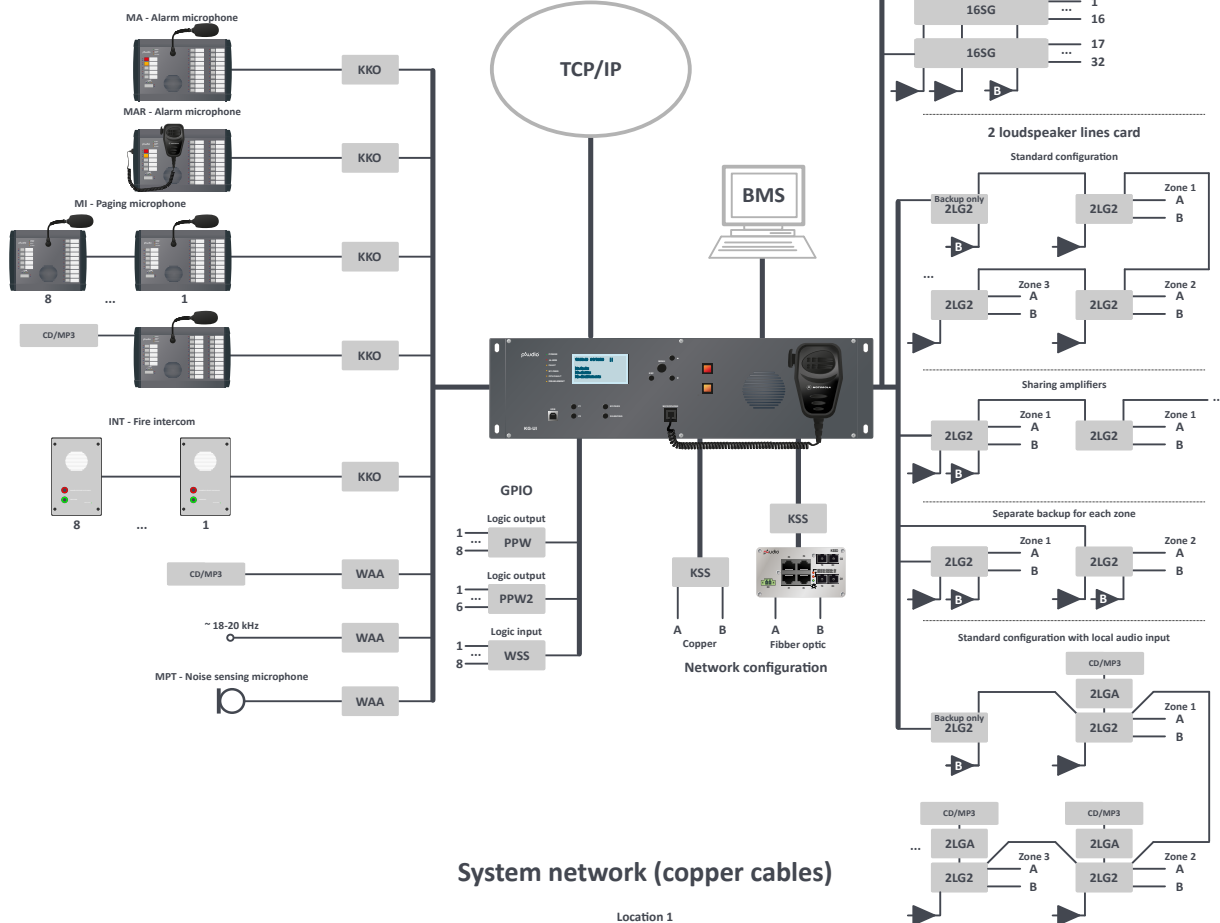 MA - Alarm microphone
KKO
MAR - Alarm microphone
KKO
MI - Paging microphone
KKO
8 ... 1
CD/MP3
KKO
INT - Fire intercom
KKO
8 ... 1
CD/MP3
WAA
~ 18-20 kHz
WAA
MPT - Noise sensing microphone
WAA
TCP/IP
BMS
MOTOROLA
GPIO
Logic output
1
...
8
PPW
Logic output
1
...
6
PPW2
Logic input
1
...
8
WSS
KSS
A B
Copper
KSS
A B
Fibber optic
Network configuration
16SG
1
...
16
16SG
17
...
32
B
2 loudspeaker lines card
Standard configuration
Backup only
2LG2
B
2LG2
Zone 1
A
B
...
2LG2
Zone 3
A
B
2LG2
Zone 2
A
B
Sharing amplifiers
2LG2
Zone 1
A
B
B
2LG2
Zone 1
A
B
...
Separate backup for each zone
2LG2
Zone 1
A
B
B
2LG2
Zone 2
A
B
B
Standard configuration with local audio input
Backup only
2LG2
B
CD/MP3
2LGA
2LG2
Zone 1
A
B
...
CD/MP3
2LGA
2LG2
Zone 3
A
B
CD/MP3
2LGA
2LG2
Zone 2
A
B
System network (copper cables)
Location 1